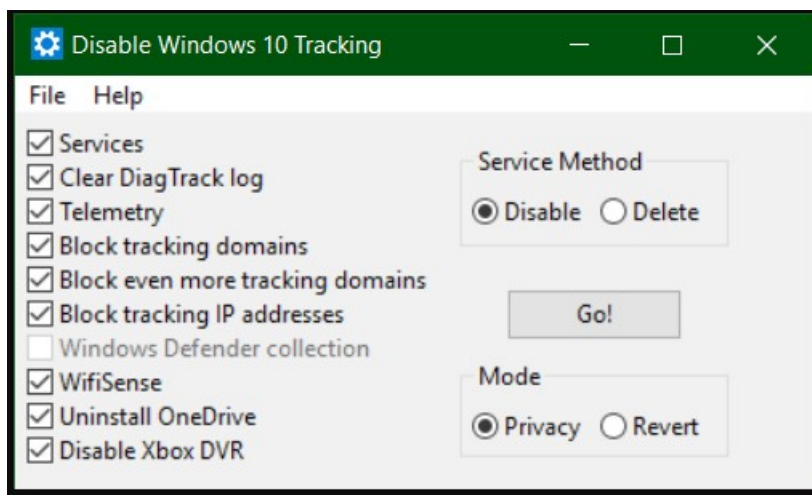 Disable Windows 10 Tracking
File Help
Services
Clear DiagTrack log
Telemetry
Block tracking domains
Block even more tracking domains
Block tracking IP addresses
Windows Defender collection
WifiSense
Uninstall OneDrive
Disable Xbox DVR
Service Method
Disable Delete
Go!
Mode
Privacy Revert